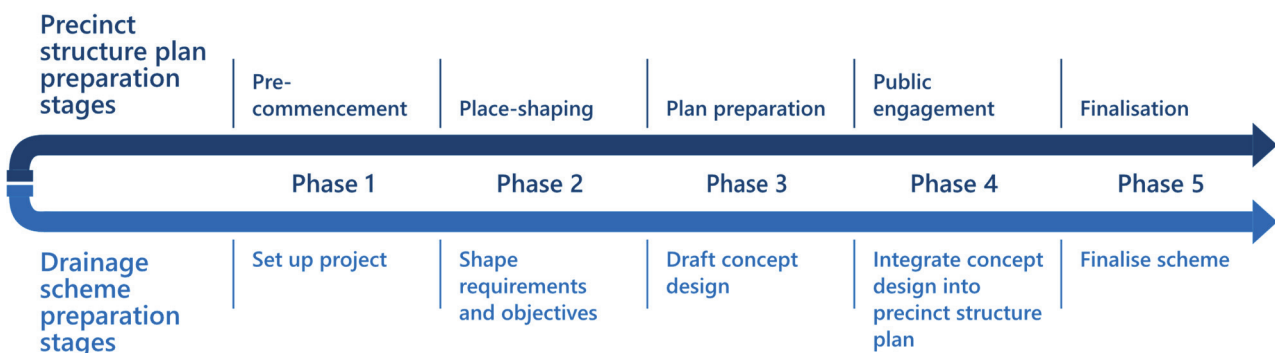 Precinct
structure plan
preparation
stages
Pre-
commencement
Place-shaping
Plan preparation
Public
engagement
Finalisation
Phase 1
Phase 2
Phase 3
Phase 4
Phase 5
Drainage
scheme
preparation
stages
Set up project
Shape
requirements
and objectives
Draft concept
design
Integrate concept
design into
precinct structure
plan
Finalise scheme